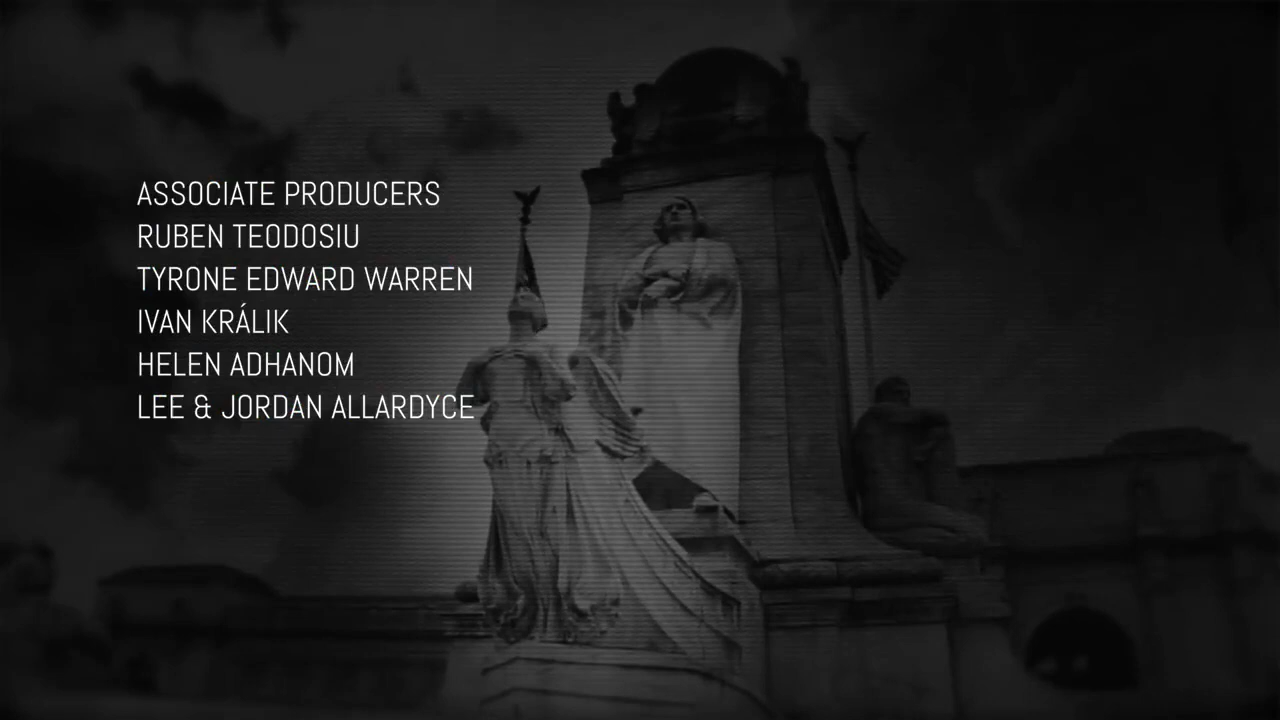 ASSOCIATE PRODUCERS
RUBEN TEODOSIU
TYRONE EDWARD WARREN
IVAN KRÁLIK
HELEN ADHANOM
LEE & JORDAN ALLARDYCE